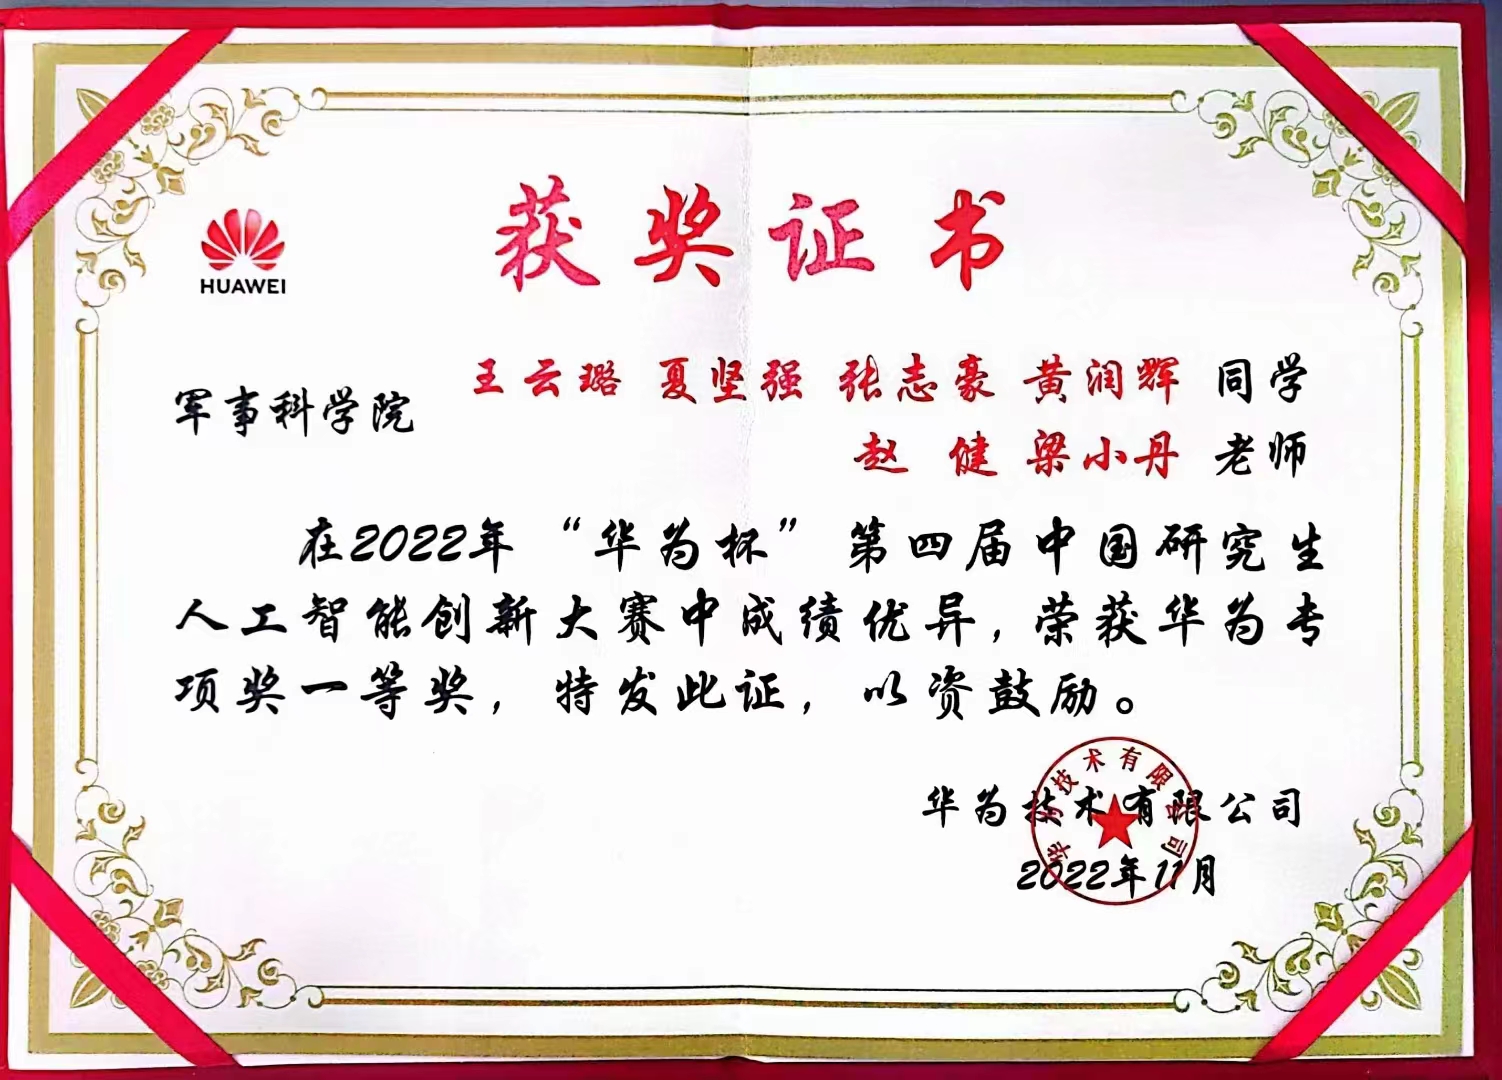 HUAWEI
获奖证书
军事科学院
王云璐 夏坚强 张志豪 黄润辉 同学
赵 健 梁小丹 老师
在2022年“华为杯”第四届中国研究生
人工智能创新大赛中成绩优异,荣获华为专
项奖一等奖,特发此证,以资鼓励。
华为技术有限公司
华为技术有限公司
2022年11月